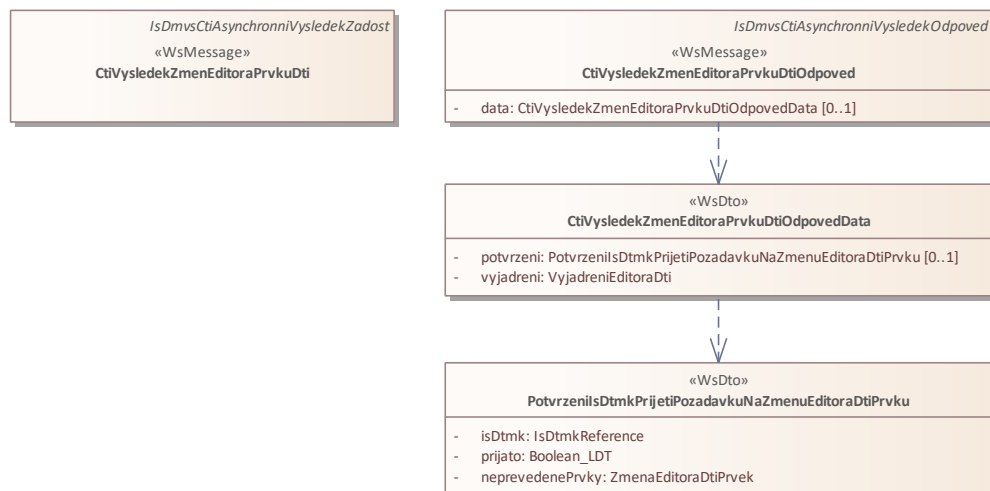 IsDmvsCtiAsynchronniVysledekZadost
«WsMessage»
CtiVysledekZmenEditoraPrvkuDti
IsDmvsCtiAsynchronniVysledekOdpoved
«WsMessage»
CtiVysledekZmenEditoraPrvkuDtiOdpoved
- data: CtiVysledekZmenEditoraPrvkuDtiOdpovedData [0..1]
«WsDto»
CtiVysledekZmenEditoraPrvkuDtiOdpovedData
- potvrzeni: PotvrzeniIsDtmkPrijetiPozadavkuNaZmenuEditoraDtiPrvku [0..1]
- vyjadreni: VyjadreniEditoraDti
«WsDto»
PotvrzeniIsDtmkPrijetiPozadavkuNaZmenuEditoraDtiPrvku
- isDtmk: IsDtmkReference
- prijato: Boolean_LDT
- neprevedenePrvky: ZmenaEditoraDtiPrvek